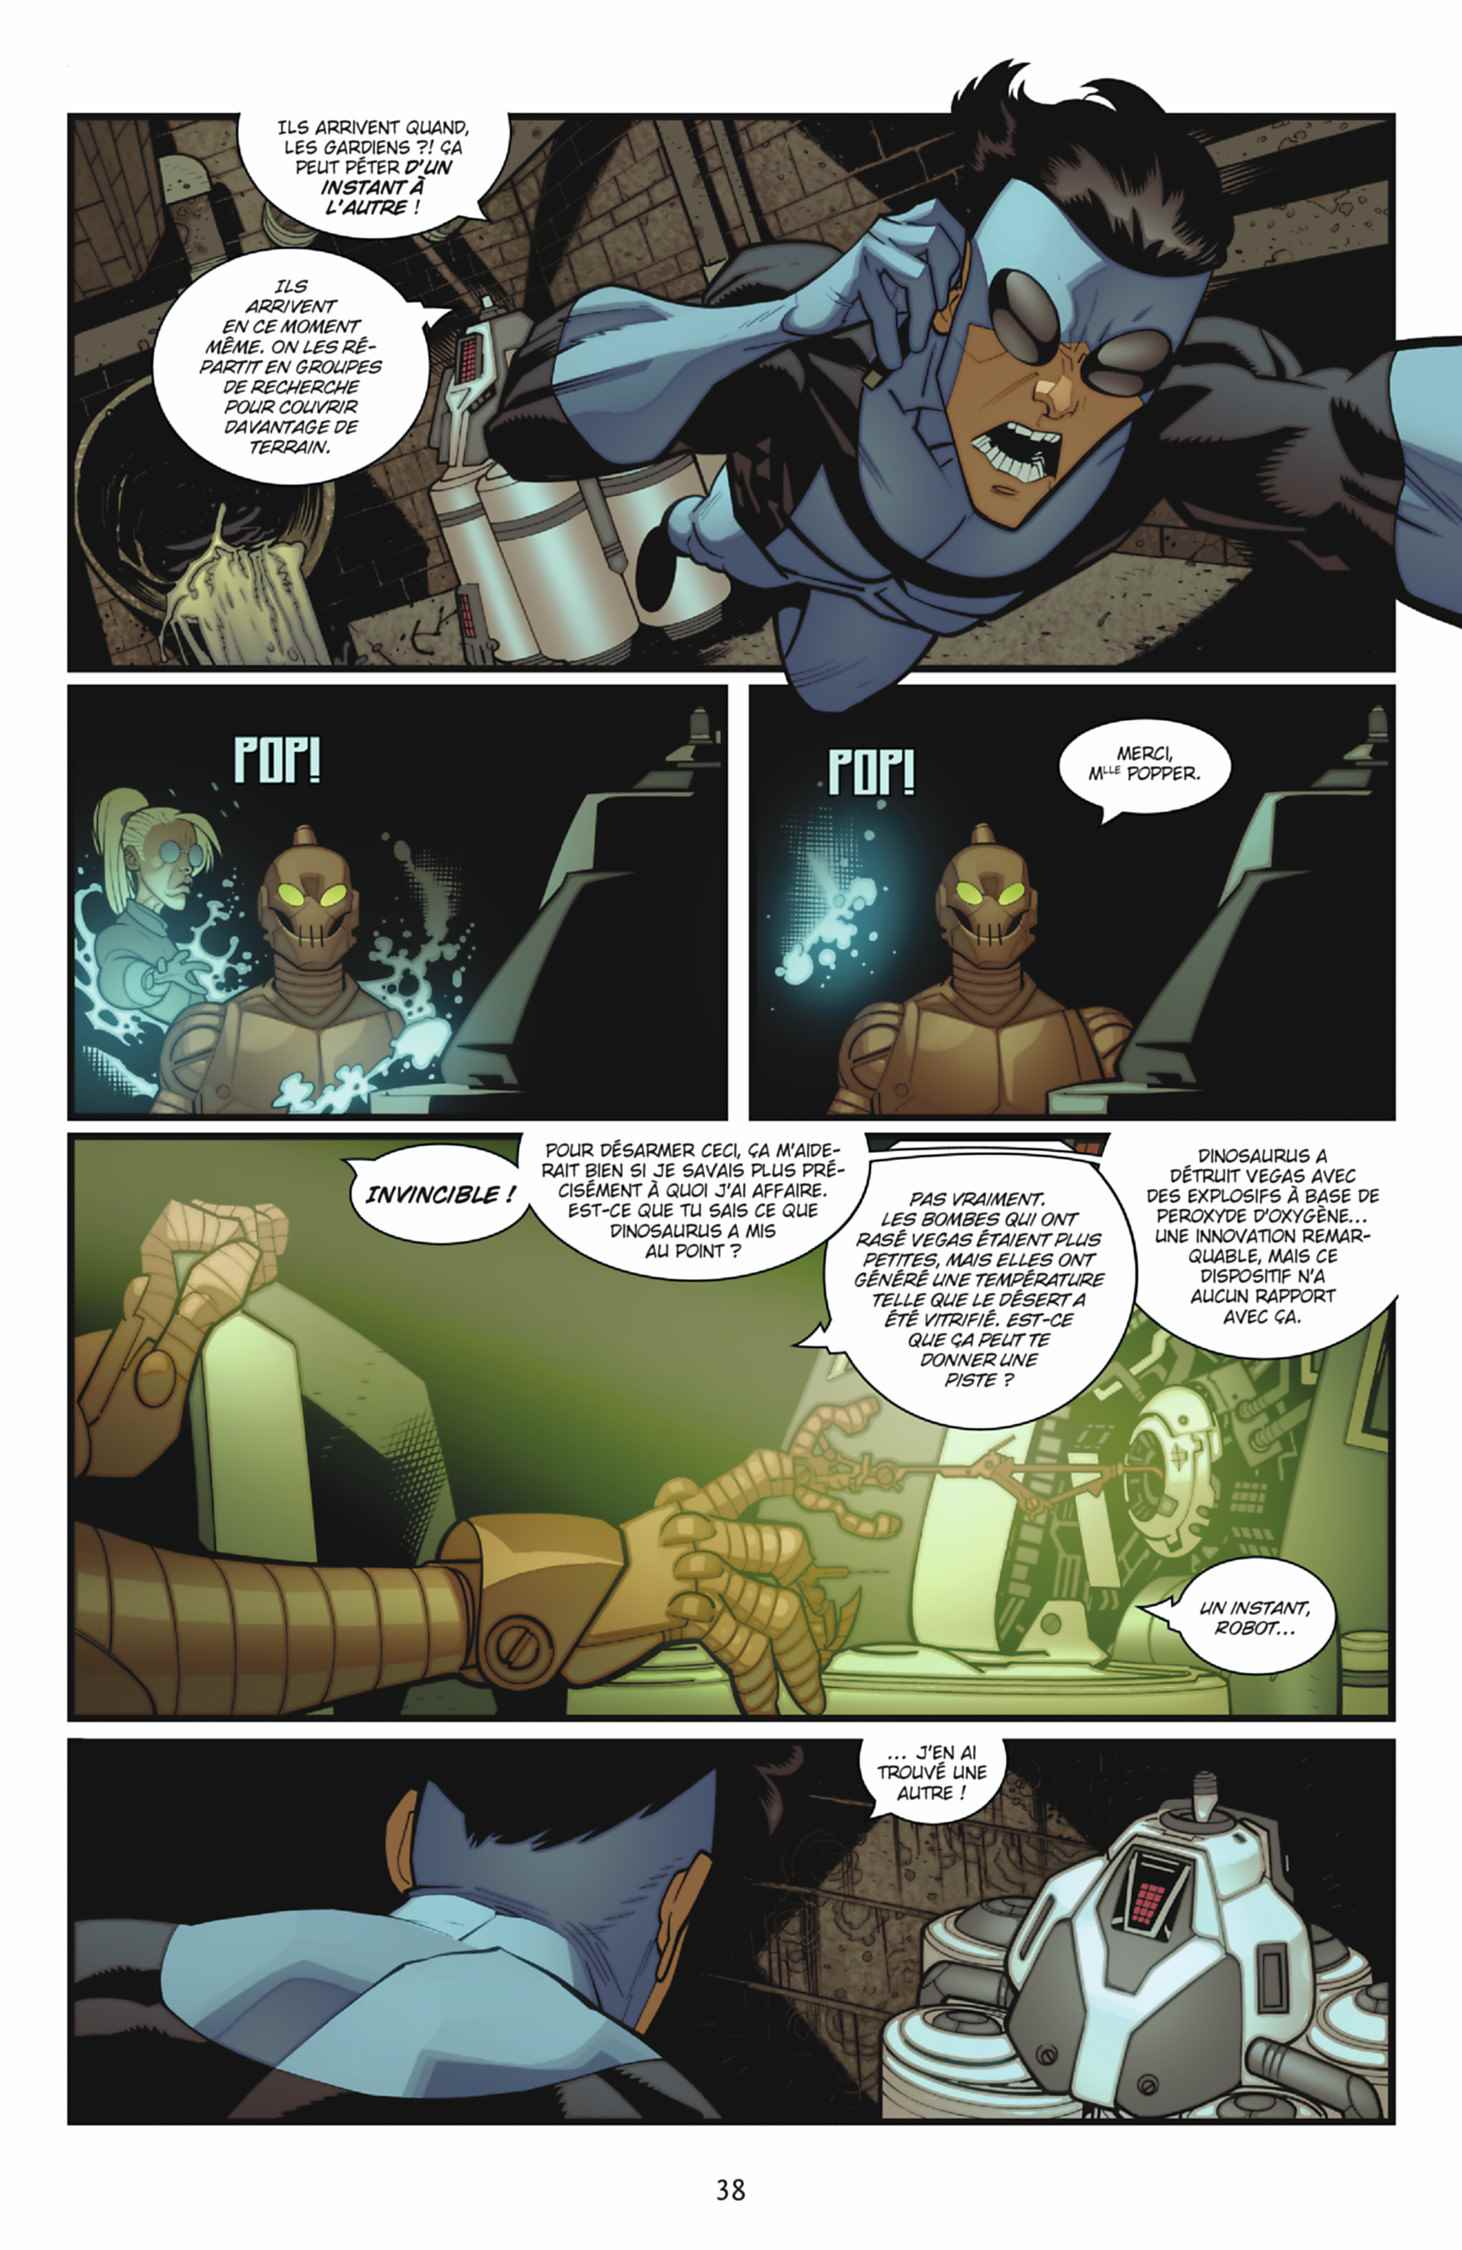 ILS ARRIVENT QUAND,
LES GARDIENS ?! ÇA
PEUT PÉTER D'UN
INSTANT À
L'AUTRE !
ILS
ARRIVENT
EN CE MOMENT
MÊME. ON LES RÉ-
PARTIT EN GROUPES
DE RECHERCHE
POUR COUVRIR
DAVANTAGE DE
TERRAIN.
POP!
POP!
MERCI,
MLLE POPPER.
INVINCIBLE !
POUR DÉSARMER CECI, ÇA M'AIDE-
RAIT BIEN SI JE SAVAIS PLUS PRÉ-
CISÉMENT À QUOI J'AI AFFAIRE.
EST-CE QUE TU SAIS CE QUE
DINOSAURUS A MIS
AU POINT ?
PAS VRAIMENT.
LES BOMBES QUI ONT
RASÉ VEGAS ÉTAIENT PLUS
PETITES, MAIS ELLES ONT
GÉNÉRÉ UNE TEMPÉRATURE
TELLE QUE LE DÉSERT A
ÉTÉ VITRIFIÉ. EST-CE
QUE ÇA PEUT TE
DONNER UNE
PISTE ?
DINOSAURUS A
DÉTRUIT VEGAS AVEC
DES EXPLOSIFS À BASE DE
PEROXYDE D'OXYGÈNE...
UNE INNOVATION REMAR-
QUABLE, MAIS CE
DISPOSITIF N'A
AUCUN RAPPORT
AVEC ÇA.
UN INSTANT,
ROBOT...
... J'EN AI
TROUVÉ UNE
AUTRE !
38